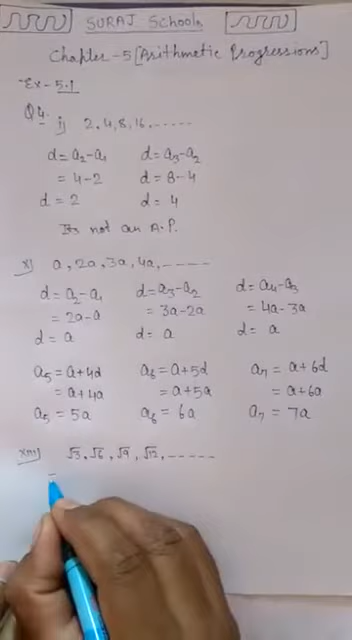 SURAJ School
Chapter-5 [Arithmetic Progressions]
Ex-5.1
Q4. i) 2, 4, 8, 16, -----
d = a₂-a₁ d = a₃-a₂
= 4-2 d = 8-4
d = 2 d = 4
Its not an A.P.
x) a, 2a, 3a, 4a, -----
d = a₂-a₁ d = a₃-a₂ d = a₄-a₃
= 2a-a = 3a-2a = 4a-3a
d = a d = a d = a
a₅ = a+4d a₆ = a+5d a₇ = a+6d
= a+4a = a+5a = a+6a
a₅ = 5a a₆ = 6a a₇ = 7a
xiii) √3, √6, √9, √12, -----